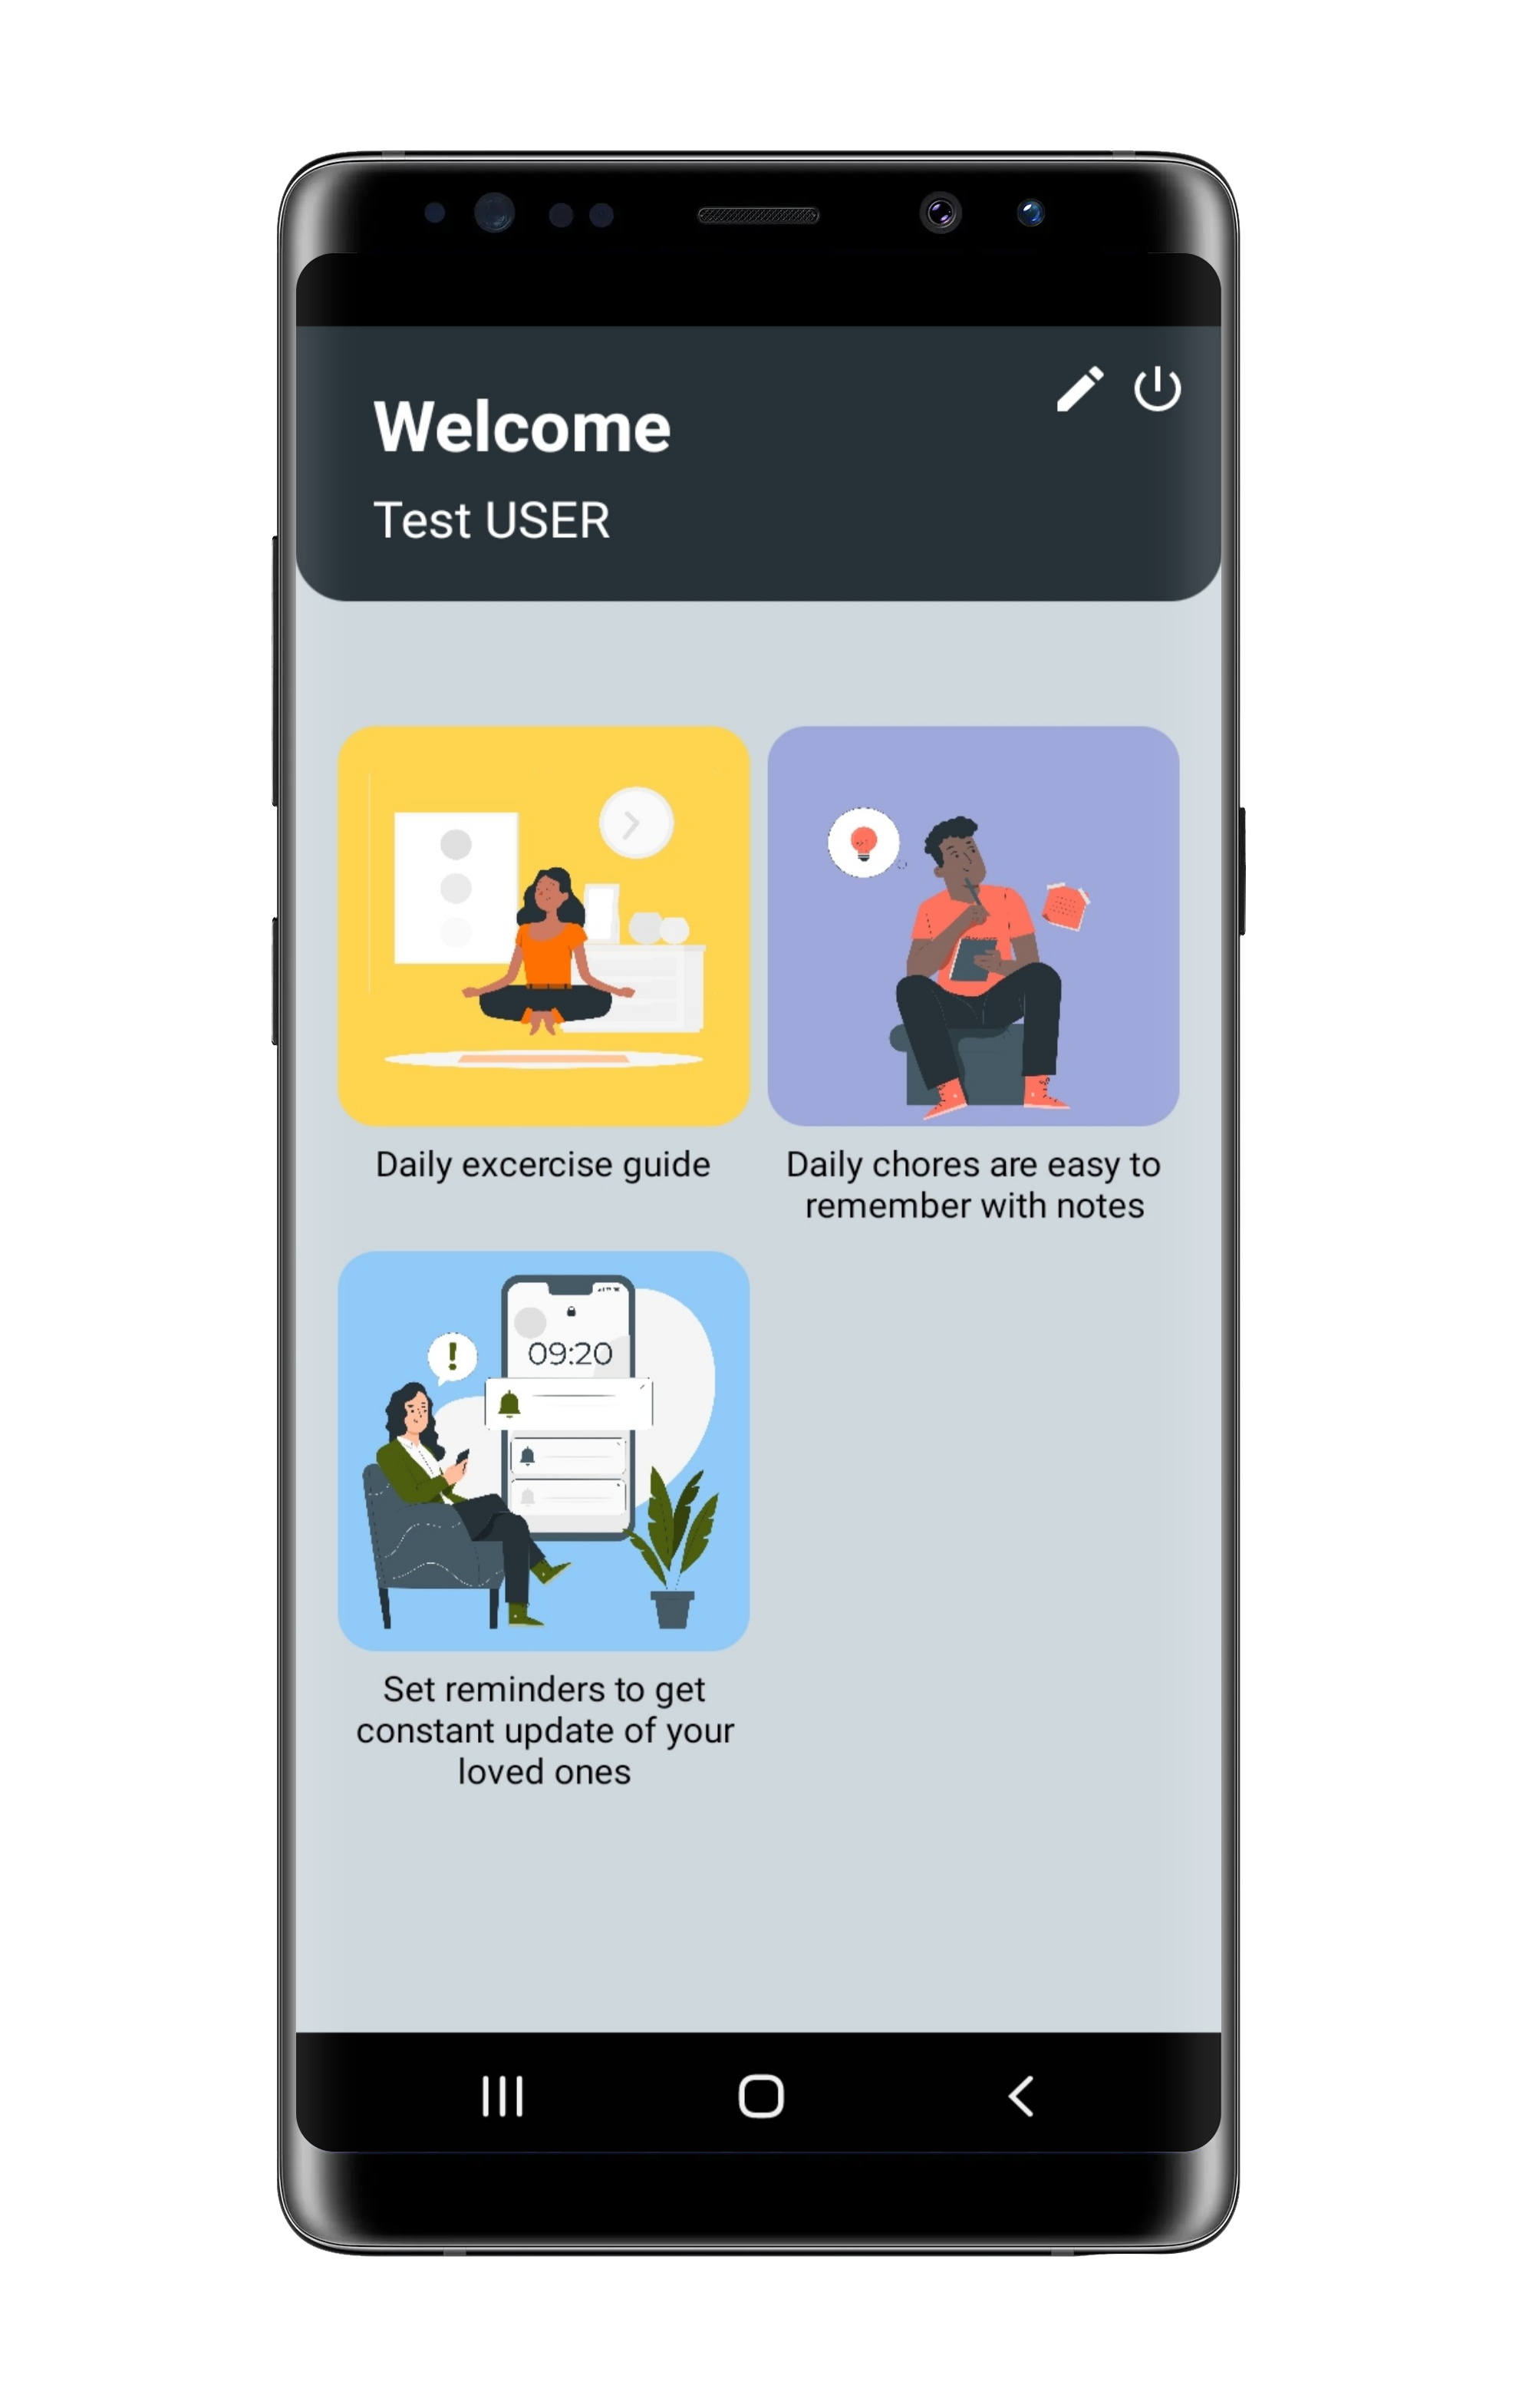 Welcome
Test USER
Daily excercise guide
Daily chores are easy to
remember with notes
09:20
!
Set reminders to get
constant update of your
loved ones